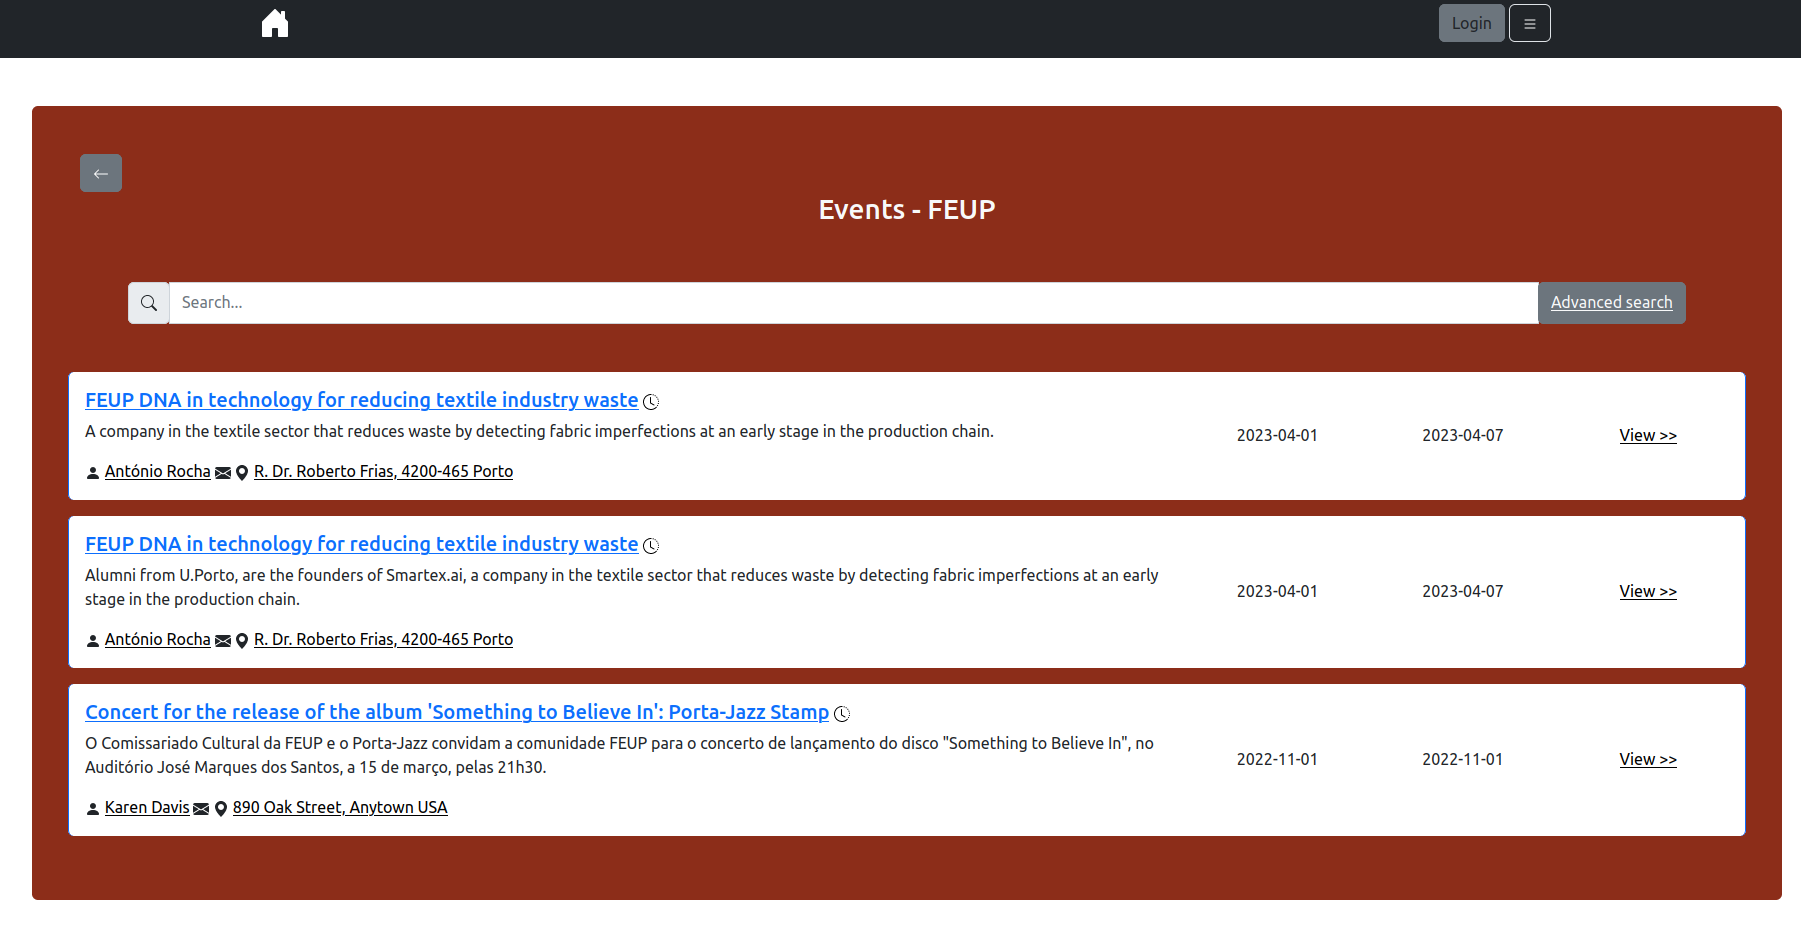 Login
Events - FEUP
Search...
Advanced search
FEUP DNA in technology for reducing textile industry waste
A company in the textile sector that reduces waste by detecting fabric imperfections at an early stage in the production chain.
2023-04-01
2023-04-07
View >>
António Rocha R. Dr. Roberto Frias, 4200-465 Porto
FEUP DNA in technology for reducing textile industry waste
Alumni from U.Porto, are the founders of Smartex.ai, a company in the textile sector that reduces waste by detecting fabric imperfections at an early
stage in the production chain.
2023-04-01
2023-04-07
View >>
António Rocha R. Dr. Roberto Frias, 4200-465 Porto
Concert for the release of the album 'Something to Believe In': Porta-Jazz Stamp
O Comissariado Cultural da FEUP e o Porta-Jazz convidam a comunidade FEUP para o concerto de lançamento do disco "Something to Believe In", no
Auditório José Marques dos Santos, a 15 de março, pelas 21h30.
2022-11-01
2022-11-01
View >>
Karen Davis 890 Oak Street, Anytown USA